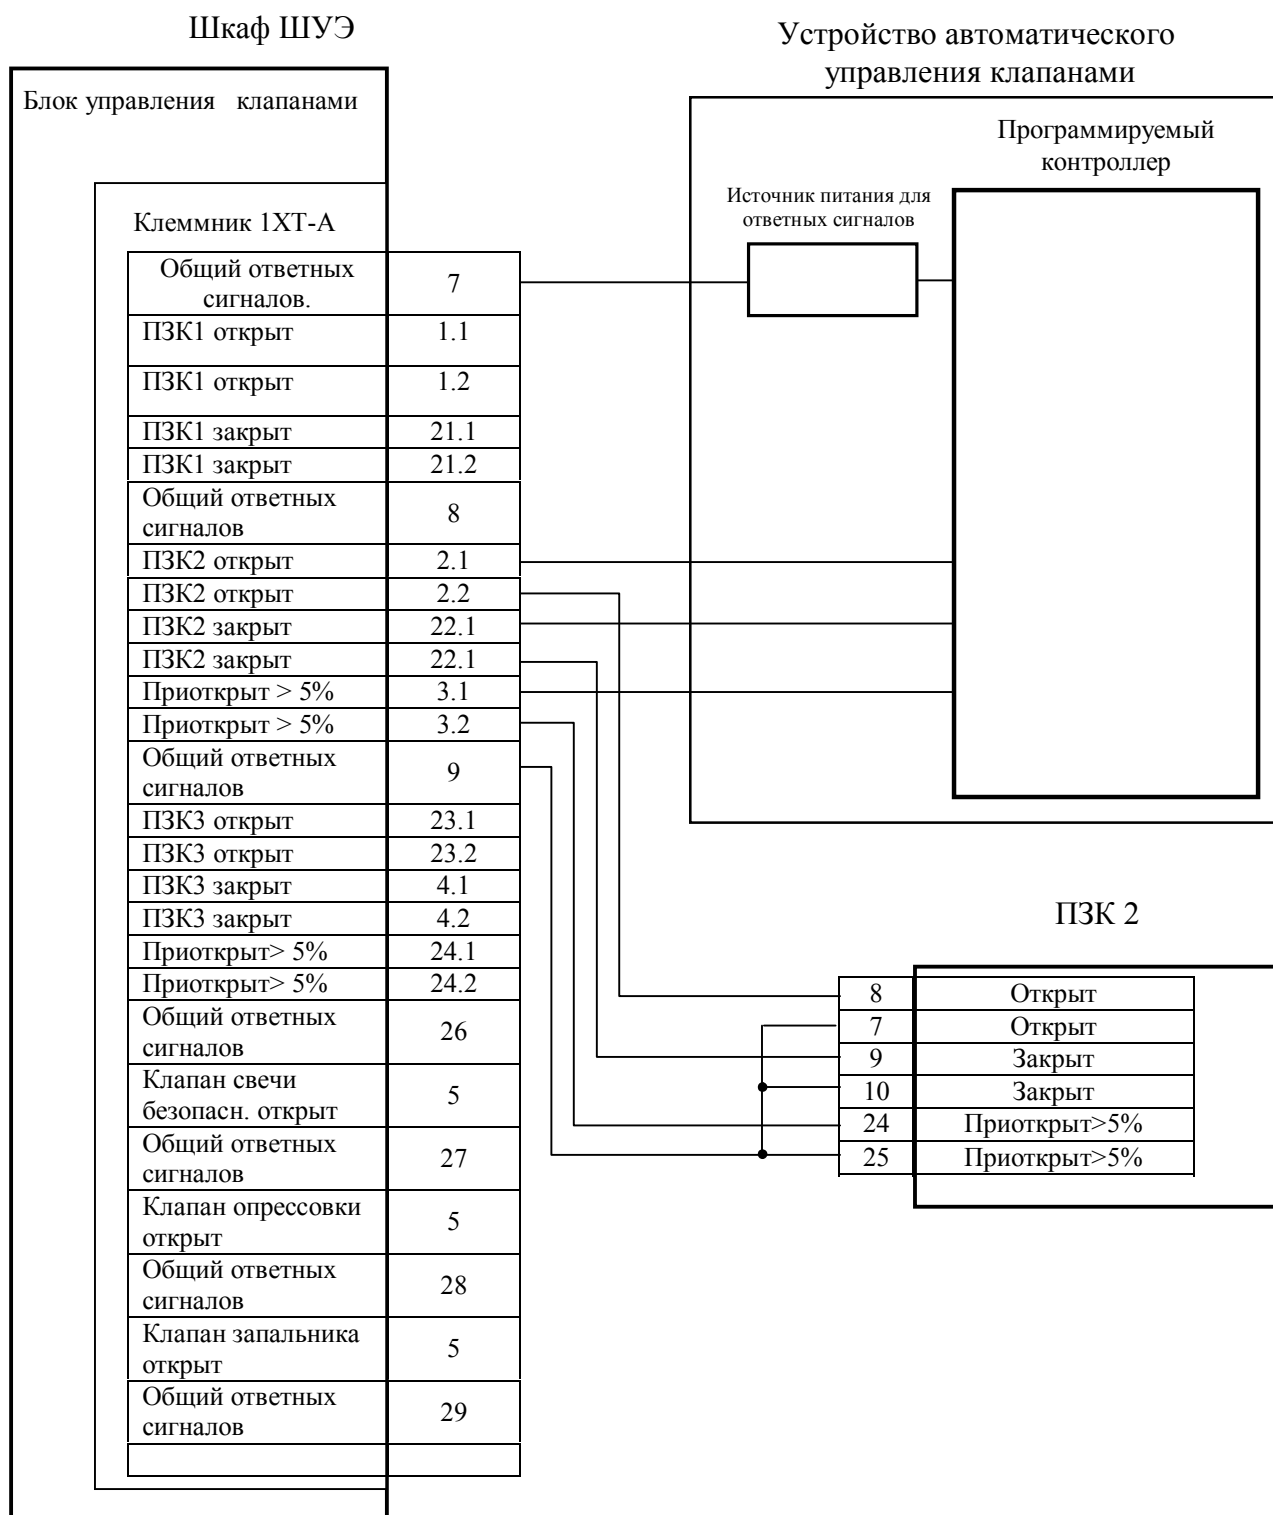 Шкаф ШУЭ
Устройство автоматического
управления клапанами
Блок управления клапанами
Программируемый
контроллер
Источник питания для
ответных сигналов
Клеммник 1ХТ-А
Общий ответных
сигналов.
7
ПЗК1 открыт 1.1
ПЗК1 открыт 1.2
ПЗК1 закрыт 21.1
ПЗК1 закрыт 21.2
Общий ответных
сигналов
8
ПЗК2 открыт 2.1
ПЗК2 открыт 2.2
ПЗК2 закрыт 22.1
ПЗК2 закрыт 22.1
Приоткрыт > 5% 3.1
Приоткрыт > 5% 3.2
Общий ответных
сигналов
9
ПЗК3 открыт 23.1
ПЗК3 открыт 23.2
ПЗК3 закрыт 4.1
ПЗК3 закрыт 4.2
Приоткрыт> 5% 24.1
Приоткрыт> 5% 24.2
Общий ответных
сигналов
26
Клапан свечи
безопасн. открыт
5
Общий ответных
сигналов
27
Клапан опрессовки
открыт
5
Общий ответных
сигналов
28
Клапан запальника
открыт
5
Общий ответных
сигналов
29
ПЗК 2
8 Открыт
7 Открыт
9 Закрыт
10 Закрыт
24 Приоткрыт>5%
25 Приоткрыт>5%